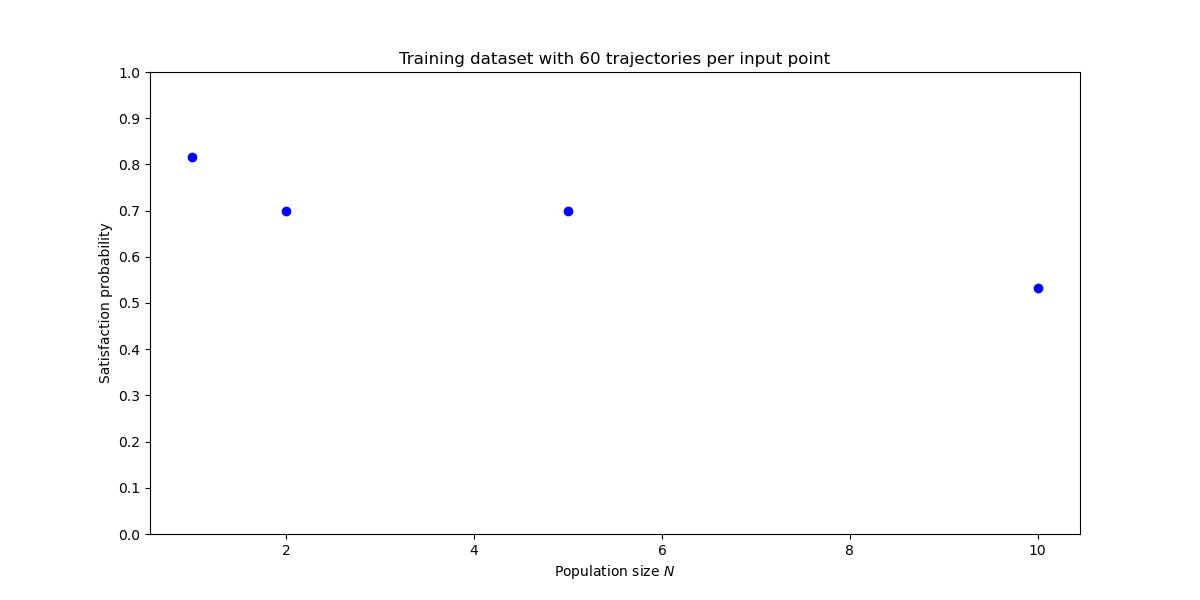 Training dataset with 60 trajectories per input point
1.0
0.9
0.8
0.7
0.6
0.5
0.4
0.3
0.2
0.1
0.0
Satisfaction probability
2 4 6 8 10
Population size N